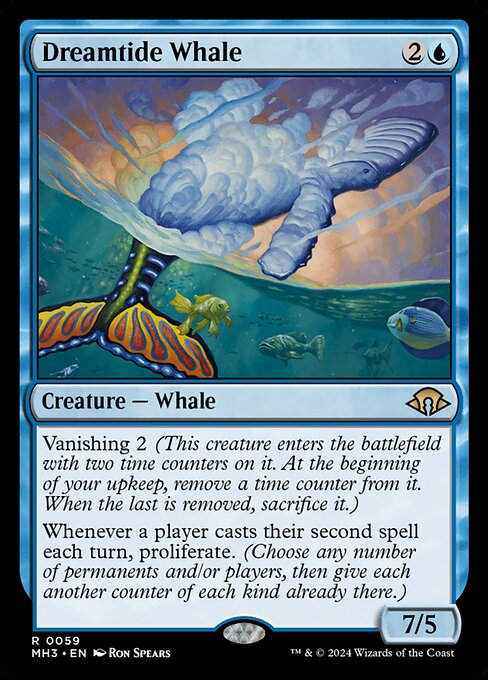 Dreamtide Whale 2
Creature — Whale
Vanishing 2 (This creature enters the battlefield
with two time counters on it. At the beginning
of your upkeep, remove a time counter from it.
When the last is removed, sacrifice it.)
Whenever a player casts their second spell
each turn, proliferate. (Choose any number
of permanents and/or players, then give each
another counter of each kind already there.)
7/5
R 0059
MH3 • EN Ron Spears
™ & © 2024 Wizards of the Coast